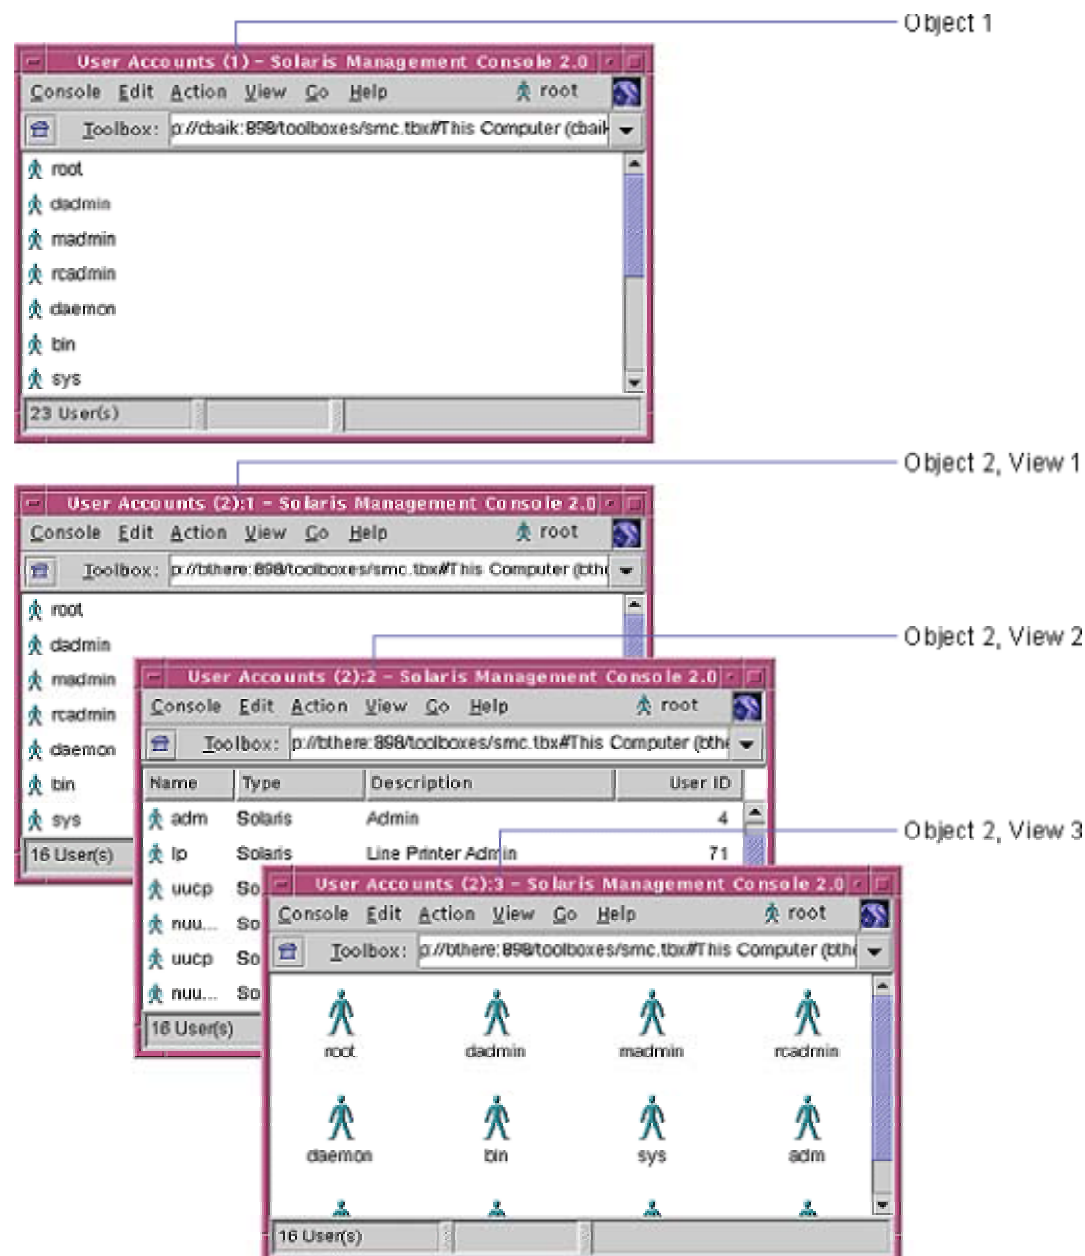 Object 1
User Accounts (1) - Solaris Management Console 2.0
Console Edit Action View Go Help root
Toolbox: p://cbaik:898/toolboxes/smc.tbx#This Computer (cbaik
root
dadmin
madmin
rcadmin
daemon
bin
sys
23 User(s)
Object 2, View 1
User Accounts (2):1 - Solaris Management Console 2.0
Console Edit Action View Go Help root
Toolbox: p://bthere:898/toolboxes/smc.tbx#This Computer (bthe
root
dadmin
madmin
rcadmin
daemon
bin
sys
16 User(s)
Object 2, View 2
User Accounts (2):2 - Solaris Management Console 2.0
Console Edit Action View Go Help root
Toolbox: p://bthere:898/toolboxes/smc.tbx#This Computer (bthe
Name Type Description User ID
adm Solaris Admin 4
lp Solaris Line Printer Admin 71
uucp So
nuu... So
uucp So
nuu... So
16 User(s)
Object 2, View 3
User Accounts (2):3 - Solaris Management Console 2.0
Console Edit Action View Go Help root
Toolbox: p://bthere:898/toolboxes/smc.tbx#This Computer (bthe
root dadmin madmin rcadmin
daemon bin sys adm
16 User(s)